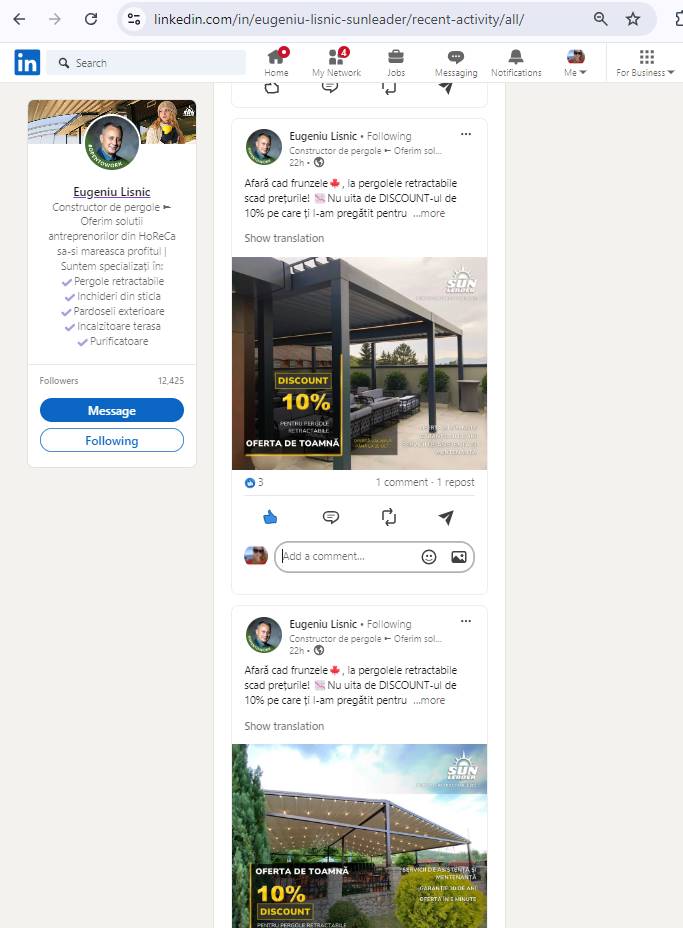 linkedin.com/in/eugeniu-lisnic-sunleader/recent-activity/all/
in
Search
Home
4
My Network
Jobs
Messaging
Notifications
Me
For Business
SUN
#OPENTOWORK
Eugeniu Lisnic
Constructor de pergole ➳
Oferim solutii
antreprenorilor din HoReCa
sa-si mareasca profitul |
Suntem specializați în:
✔Pergole retractabile
✔Inchideri din sticla
✔Pardoseli exterioare
✔Incalzitoare terasa
✔Purificatoare
Followers 12,425
Message
Following
Eugeniu Lisnic • Following
Constructor de pergole ➳ Oferim sol...
22h •
Afară cad frunzele🍁, la pergolele retractabile
scad prețurile! Nu uita de DISCOUNT-ul de
10% pe care ți l-am pregătit pentru ...more
Show translation
SUN
LEADER
DISCOUNT
10%
PENTRU PERGOLE
RETRACTABILE
OFERTA DE TOAMNĂ
3
1 comment · 1 repost
Add a comment...
Eugeniu Lisnic • Following
Constructor de pergole ➳ Oferim sol...
22h •
Afară cad frunzele🍁, la pergolele retractabile
scad prețurile! Nu uita de DISCOUNT-ul de
10% pe care ți l-am pregătit pentru ...more
Show translation
SUN
LEADER
OFERTA DE TOAMNĂ
10%
DISCOUNT
PENTRU PERGOLE RETRACTABILE
SERVICII DE ASISTENȚĂ ȘI
MENTENANȚĂ
GARANȚIE 10 DE ANI
OFERTA ÎN 5 MINUTE